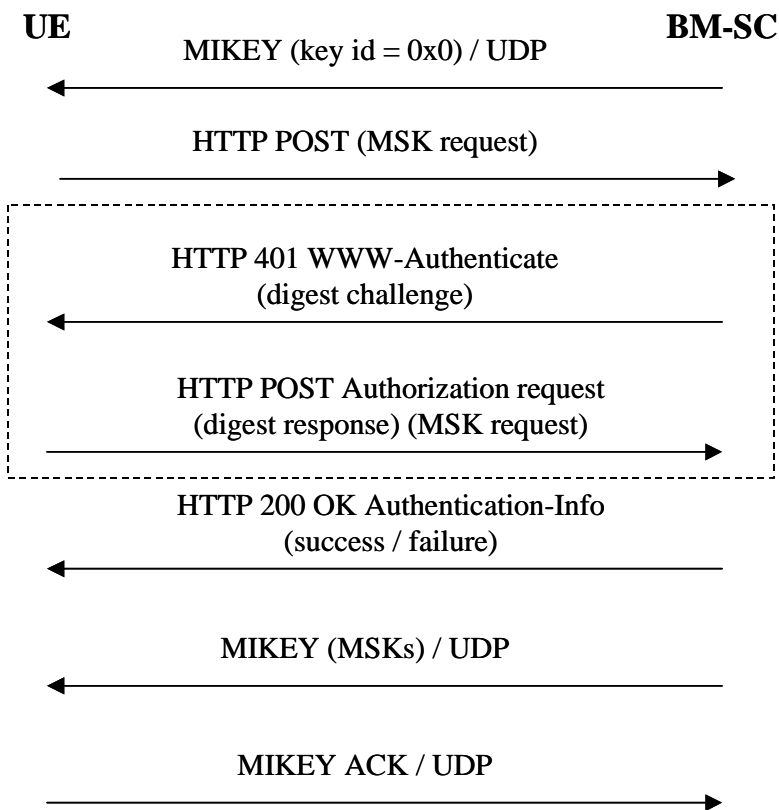 UE
BM-SC
MIKEY (key id = 0x0) / UDP
HTTP POST (MSK request)
HTTP 401 WWW-Authenticate
(digest challenge)
HTTP POST Authorization request
(digest response) (MSK request)
HTTP 200 OK Authentication-Info
(success / failure)
MIKEY (MSKs) / UDP
MIKEY ACK / UDP